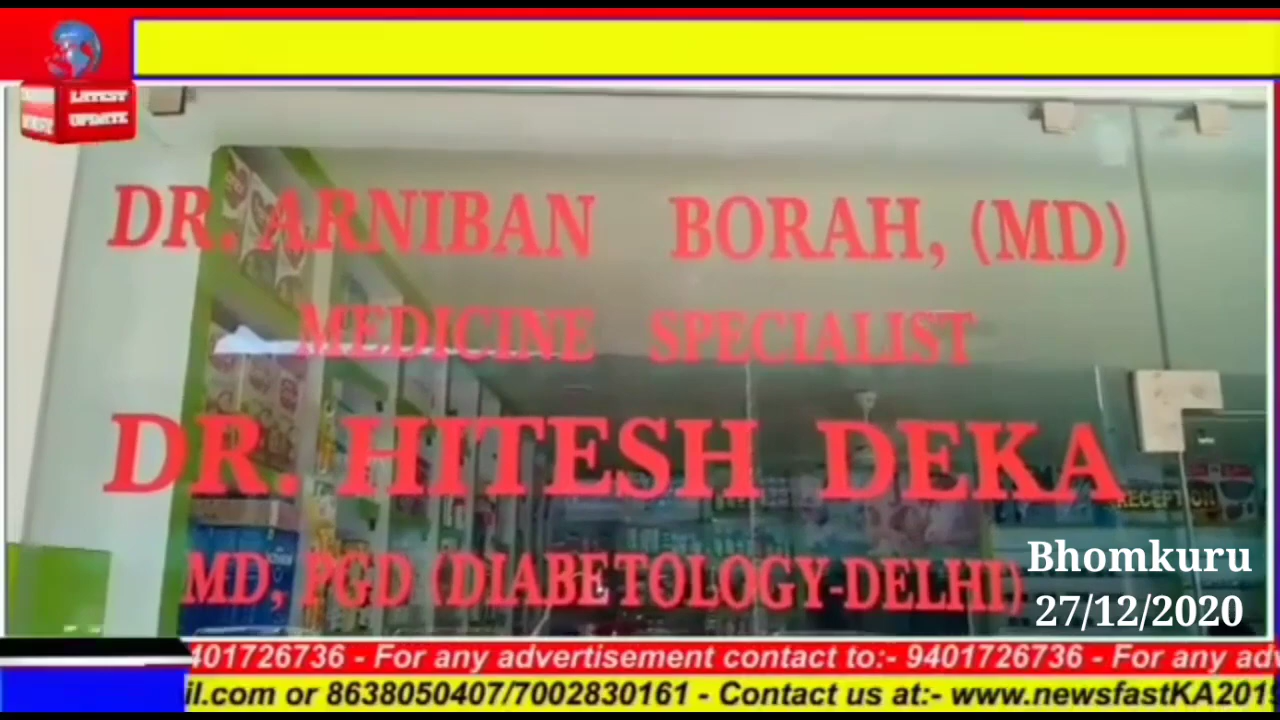 LATEST
UPDATE
DR. ARNIBAN BORAH, (MD)
MEDICINE SPECIALIST
DR. HITESH DEKA
RECEPTION
MD, PGD (DIABETOLOGY-DELHI)
Bhomkuru
27/12/2020
401726736 - For any advertisement contact to:- 9401726736 - For any adv
il.com or 8638050407/7002830161 - Contact us at:- www.newsfastKA2019